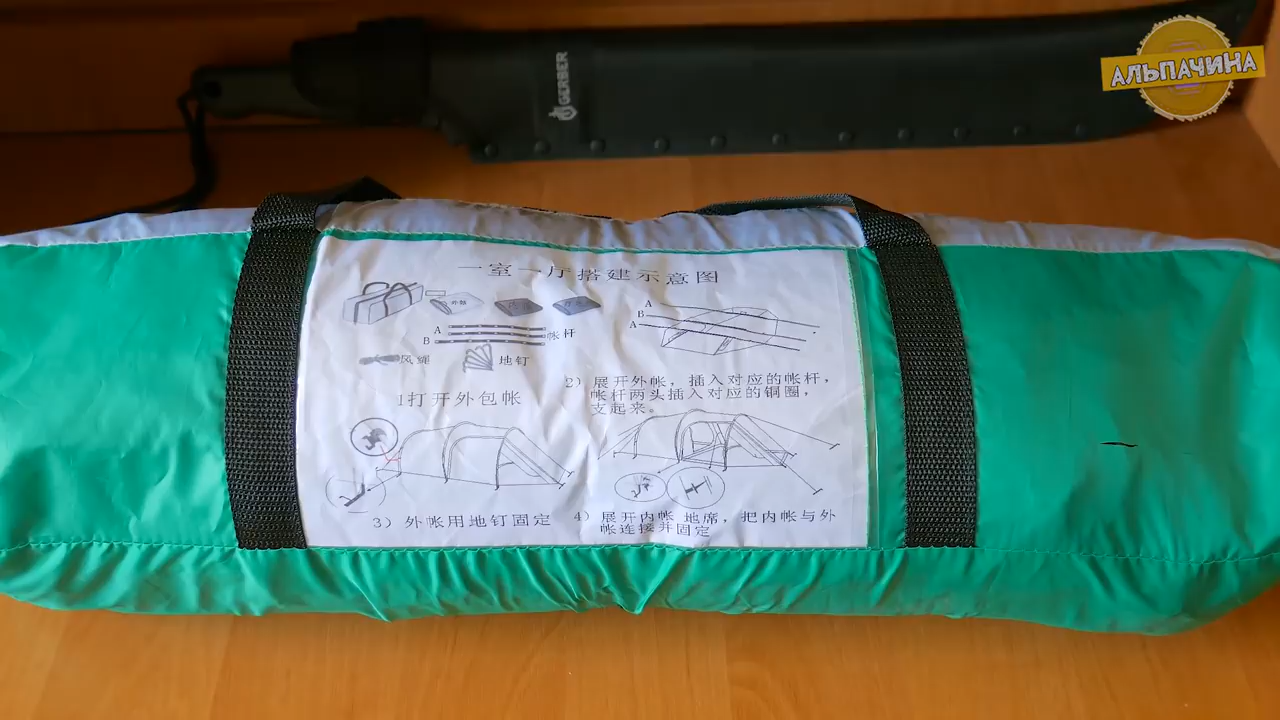 АЛЬПАЧИНА
GERBER
一室一厅搭建示意图
外帐
A
B
帐杆
风绳
地钉
1打开外包帐
A
B
A
2) 展开外帐, 插入对应的帐杆,
帐杆两头插入对应的铜圈,
支起来。
3) 外帐用地钉固定
4) 展开内帐 地席, 把内帐与外
帐连接并固定